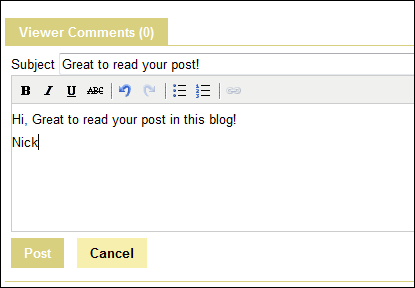 Viewer Comments (0)
Subject Great to read your post!
B I U ABC
Hi, Great to read your post in this blog!
Nick
Post Cancel